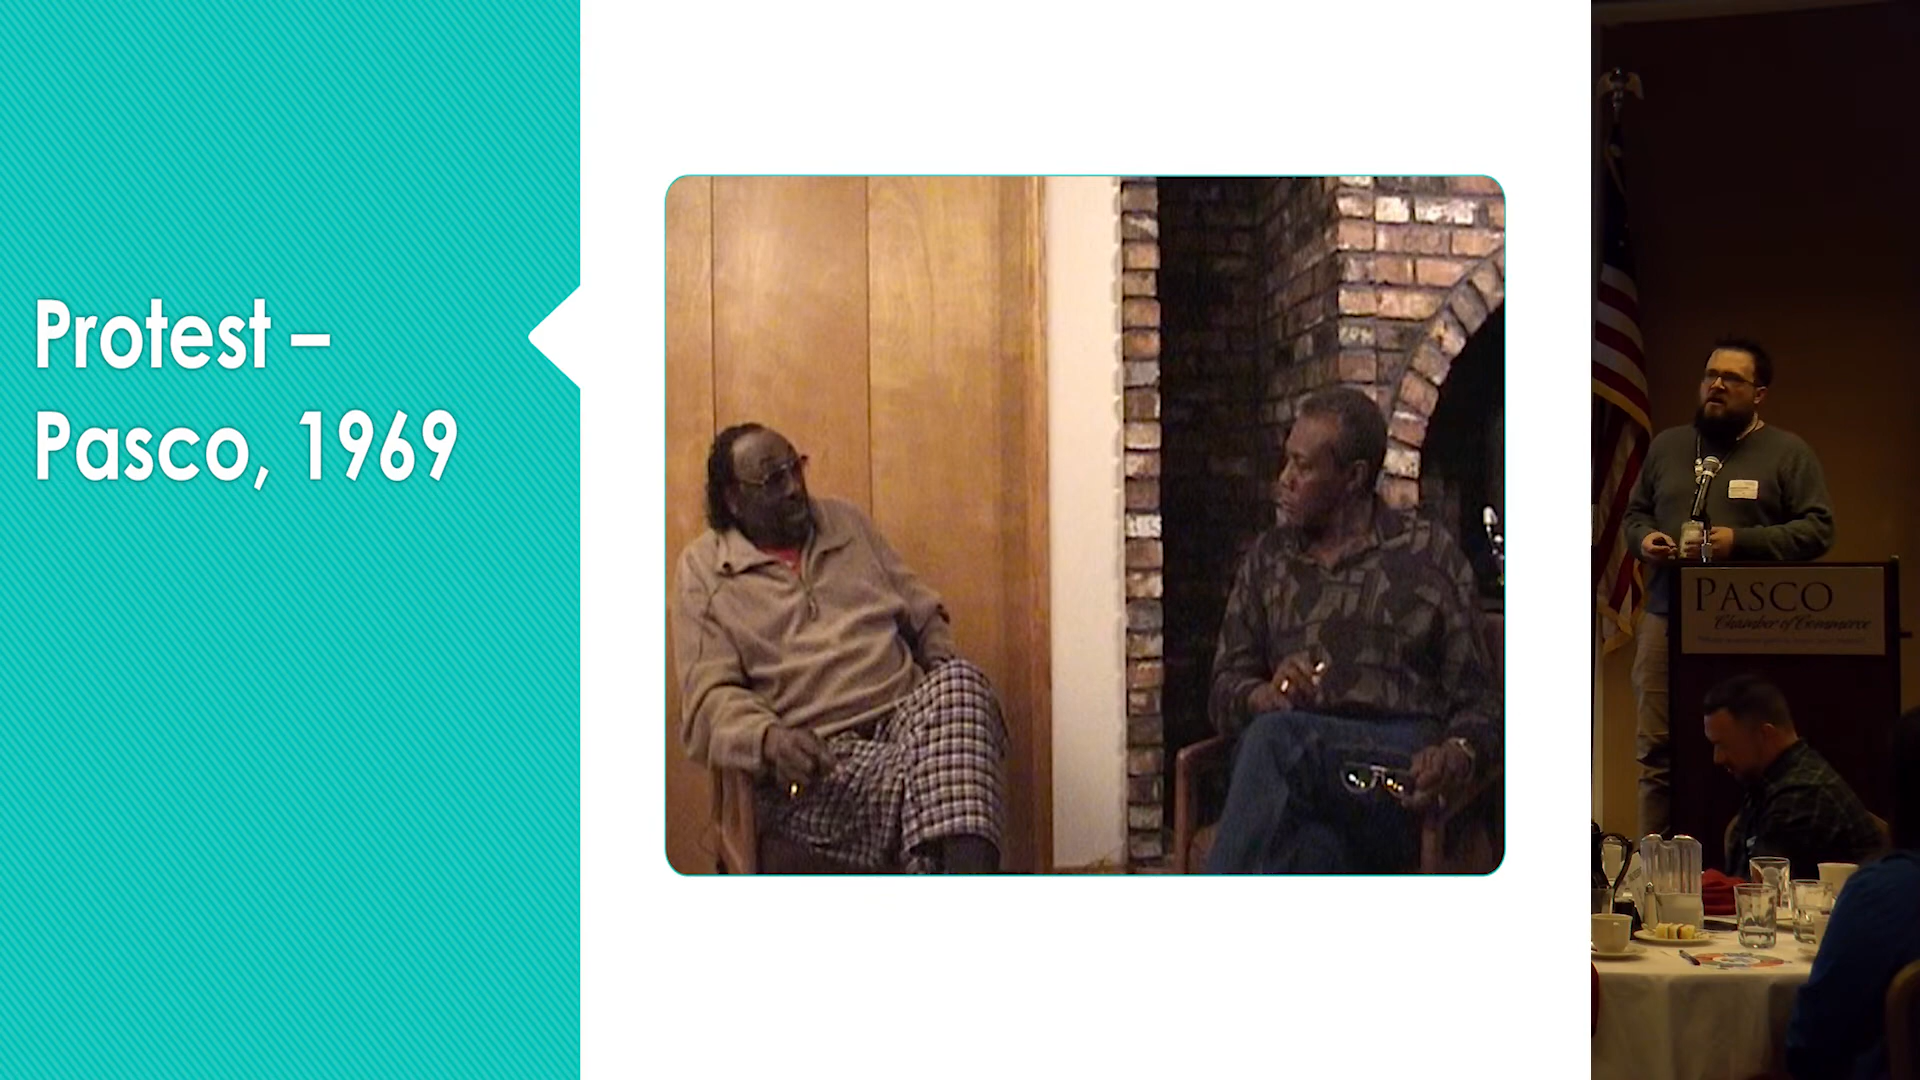 Protest –
Pasco, 1969
PASCO
Chamber of Commerce